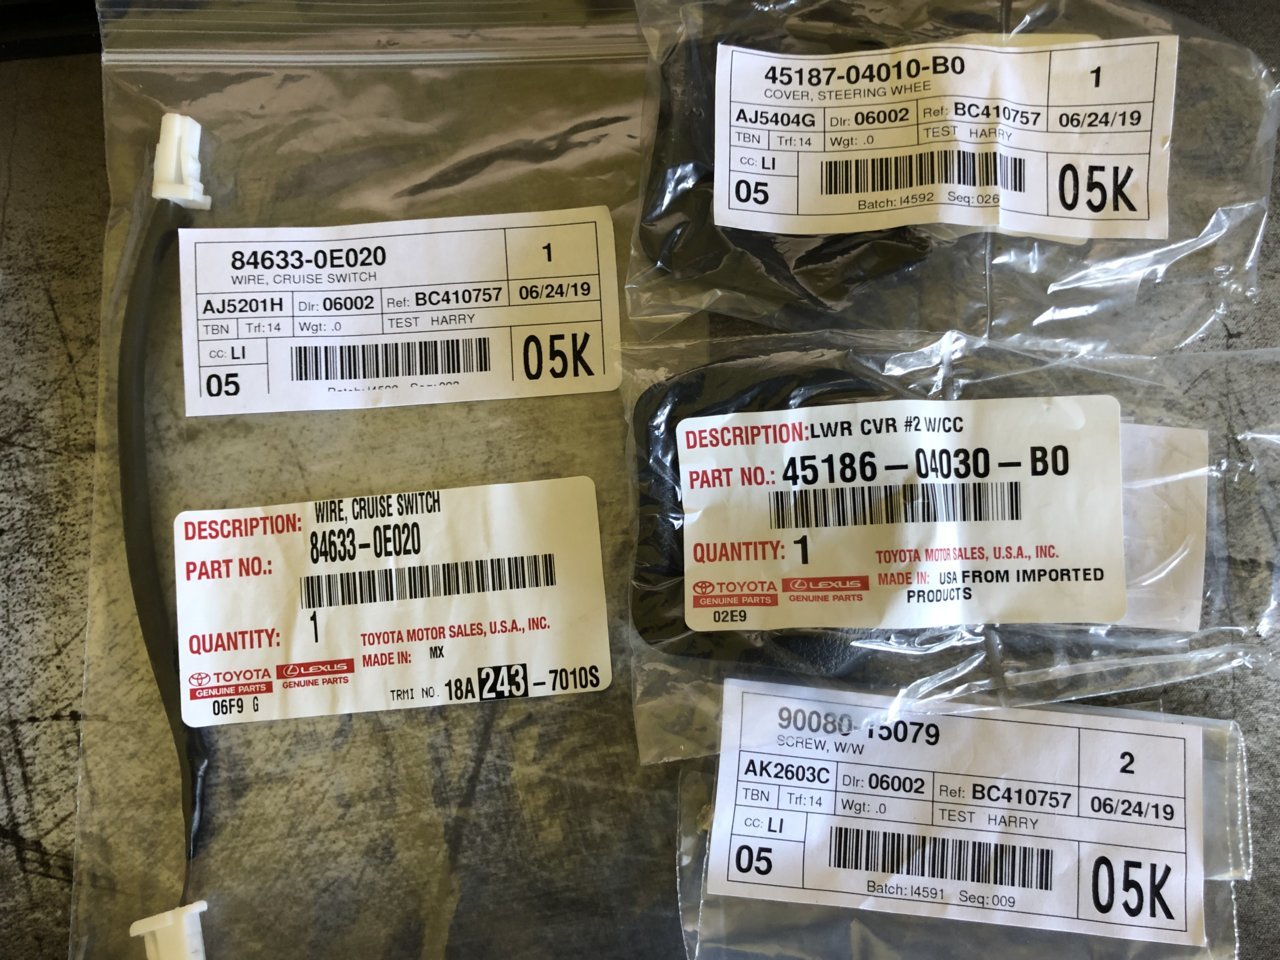 84633-0E020
WIRE, CRUISE SWITCH
1
AJ5201H
Dlr: 06002
Ref: BC410757
06/24/19
TBN
Trf: 14
Wgt: .0
TEST HARRY
CC: LI
05
05K
DESCRIPTION: WIRE, CRUISE SWITCH
PART NO.: 84633-0E020
QUANTITY: 1
TOYOTA MOTOR SALES, U.S.A., INC.
MADE IN: MX
TOYOTA
GENUINE PARTS
LEXUS
GENUINE PARTS
TRMI NO. 18A 243-7010S
06F9 G
45187-04010-B0
COVER, STEERING WHEE
1
AJ5404G
Dlr: 06002
Ref: BC410757
06/24/19
TBN
Trf: 14
Wgt: .0
TEST HARRY
CC: LI
05
Batch: I4592
Seq: 026
05K
DESCRIPTION: LWR CVR #2 W/CC
PART NO.: 45186-04030-B0
QUANTITY: 1
TOYOTA MOTOR SALES, U.S.A., INC.
TOYOTA
GENUINE PARTS
LEXUS
GENUINE PARTS
MADE IN: USA FROM IMPORTED
PRODUCTS
02E9
90080-15079
SCREW, W/W
2
AK2603C
Dlr: 06002
Ref: BC410757
06/24/19
TBN
Trf: 14
Wgt: .0
TEST HARRY
CC: LI
05
Batch: I4591
Seq: 009
05K